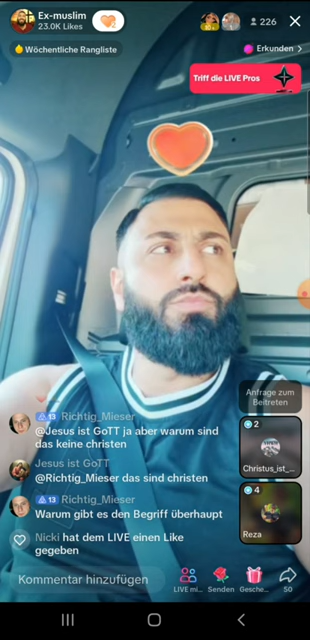 Ex-muslim
23.0K Likes
10
226
Wöchentliche Rangliste
Erkunden
Triff die LIVE Pros
Anfrage zum
Beitreten
13 Richtig_Mieser
@Jesus ist GoTT ja aber warum sind
das keine christen
2
Christus_ist_...
Jesus ist GoTT
@Richtig_Mieser das sind christen
13 Richtig_Mieser
Warum gibt es den Begriff überhaupt
4
Reza
Nicki hat dem LIVE einen Like
gegeben
Kommentar hinzufügen
LIVE mi...
Senden
Gesche...
50